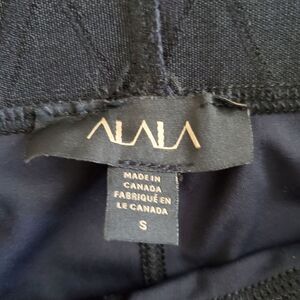 ALALA
MADE IN
CANADA
FABRIQUÉ EN
LE CANADA
S